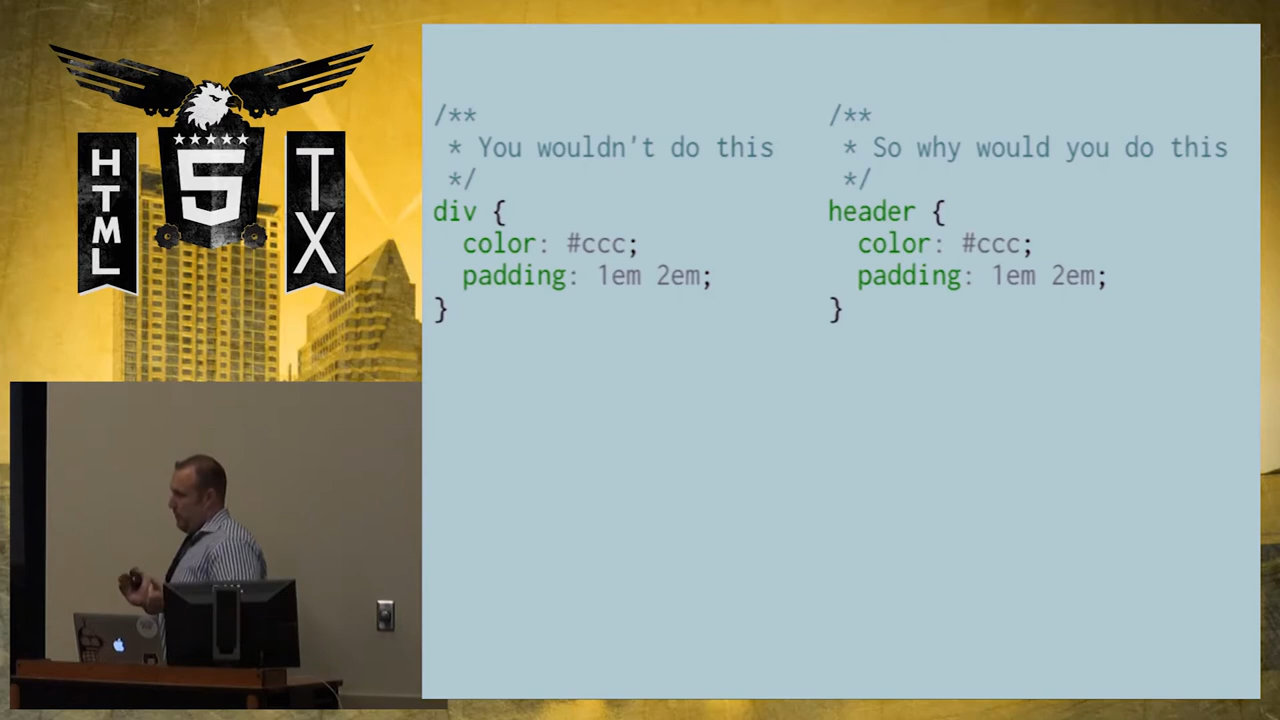 HTML
5
TX
/**
 * You wouldn't do this
 */
div {
  color: #ccc;
  padding: 1em 2em;
}
/**
 * So why would you do this
 */
header {
  color: #ccc;
  padding: 1em 2em;
}